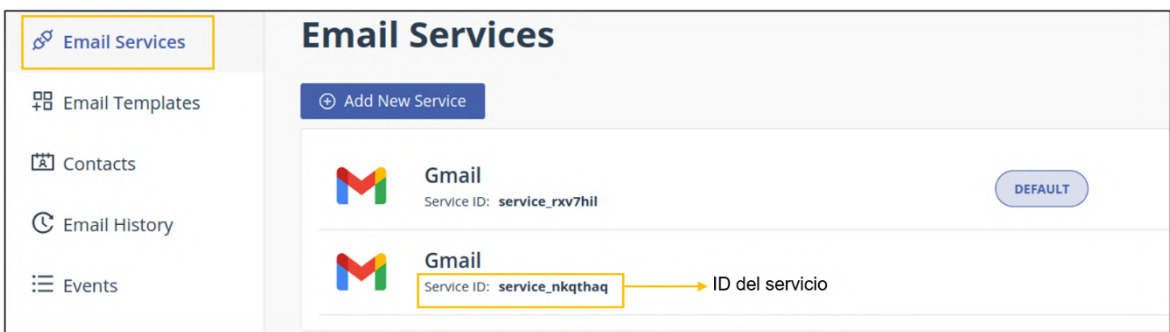 Email Services
Email Templates
Contacts
Email History
Events
Email Services
Add New Service
Gmail
Service ID: service_rxv7hil
DEFAULT
Gmail
Service ID: service_nkqthaq
ID del servicio